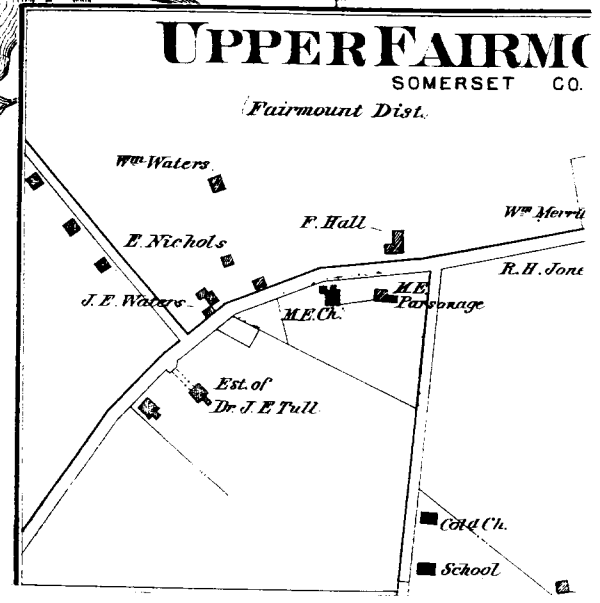 UPPER FAIRMO
SOMERSET CO.
Fairmount Dist.
Wm Waters
F. Hall
Wm Merri
E. Nichols
R. H. Jone
J. E. Waters
M.E. Ch.
M.E.
Parsonage
Est. of
Dr. J. E Tull
Col'd Ch.
School